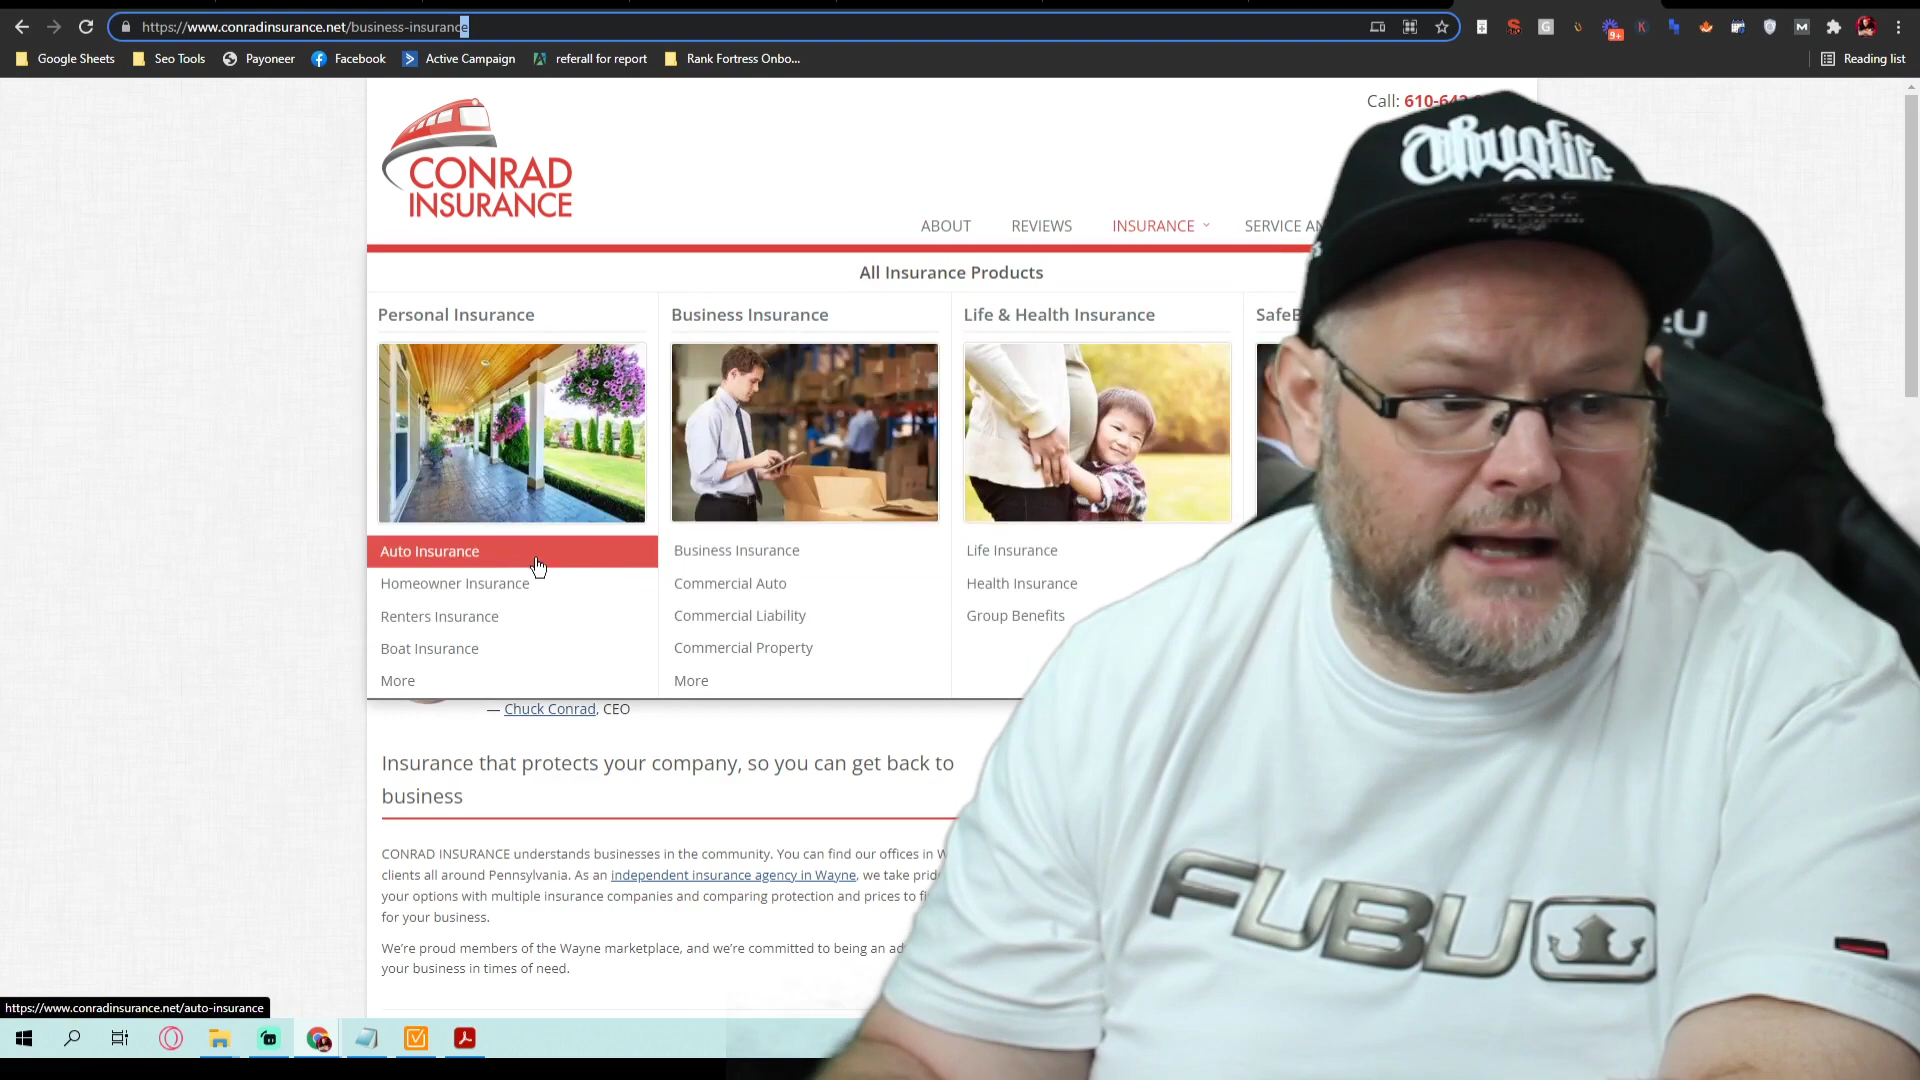 https://www.conradinsurance.net/business-insurance
9+
Google Sheets
Seo Tools
Payoneer
Facebook
Active Campaign
referall for report
Rank Fortress Onbo...
Reading list
Call: 610-642
CONRAD
INSURANCE
ABOUT
REVIEWS
INSURANCE
SERVICE AN
All Insurance Products
Personal Insurance
Business Insurance
Life & Health Insurance
SafeB
Auto Insurance
Homeowner Insurance
Renters Insurance
Boat Insurance
More
Business Insurance
Commercial Auto
Commercial Liability
Commercial Property
More
Life Insurance
Health Insurance
Group Benefits
— Chuck Conrad, CEO
Insurance that protects your company, so you can get back to
business
CONRAD INSURANCE understands businesses in the community. You can find our offices in W
clients all around Pennsylvania. As an independent insurance agency in Wayne, we take prid
your options with multiple insurance companies and comparing protection and prices to fi
for your business.
We're proud members of the Wayne marketplace, and we're committed to being an ad
your business in times of need.
https://www.conradinsurance.net/auto-insurance
Thuglife
2PAC
FUBU